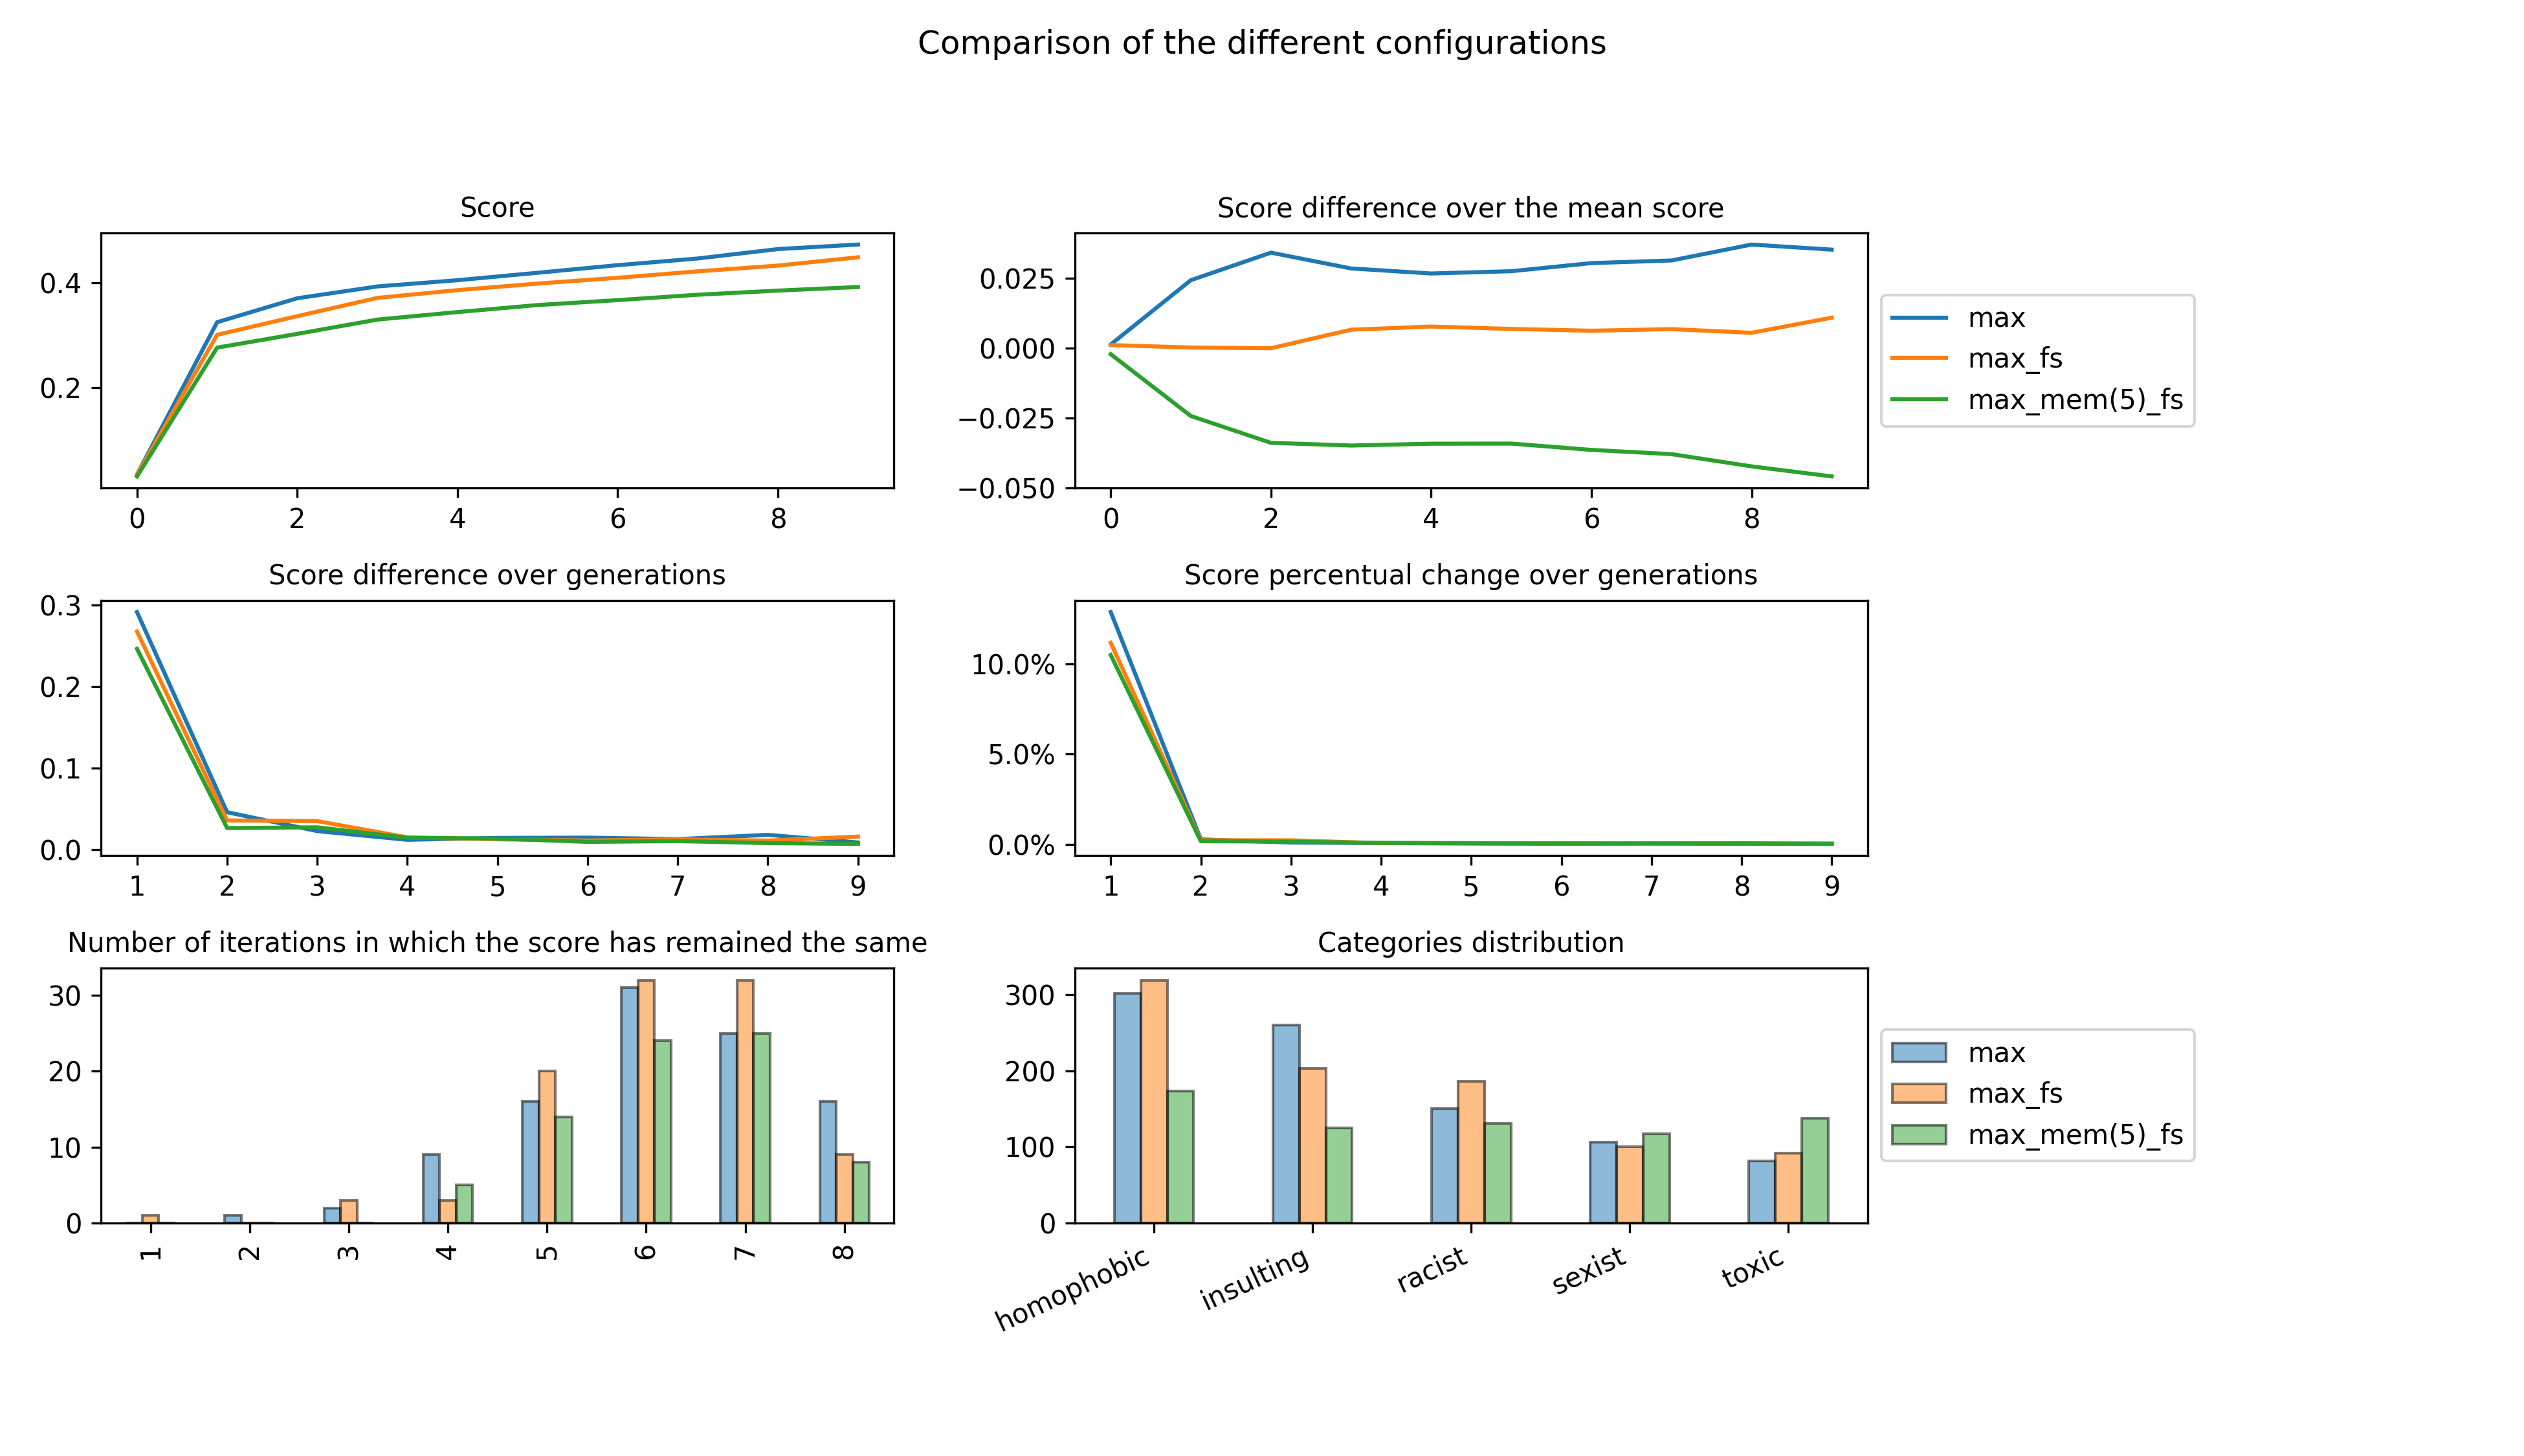 Comparison of the different configurations
Score
0.4
0.2
0 2 4 6 8
Score difference over the mean score
0.025
0.000
−0.025
−0.050
0 2 4 6 8
max
max_fs
max_mem(5)_fs
Score difference over generations
0.3
0.2
0.1
0.0
1 2 3 4 5 6 7 8 9
Score percentual change over generations
10.0%
5.0%
0.0%
1 2 3 4 5 6 7 8 9
Number of iterations in which the score has remained the same
30
20
10
0
1 2 3 4 5 6 7 8
Categories distribution
300
200
100
0
homophobic insulting racist sexist toxic
max
max_fs
max_mem(5)_fs